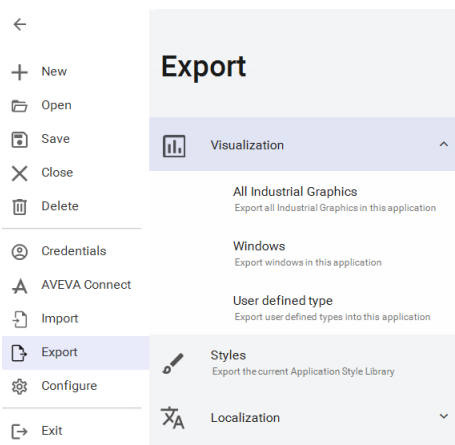 New
Open
Save
Close
Delete
Credentials
AVEVA Connect
Import
Export
Configure
Exit
Export
Visualization
All Industrial Graphics
Export all Industrial Graphics in this application
Windows
Export windows in this application
User defined type
Export user defined types into this application
Styles
Export the current Application Style Library
Localization